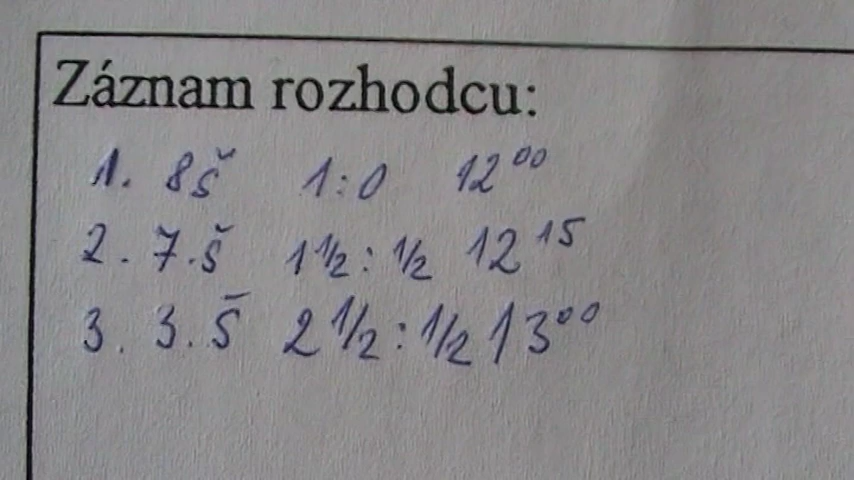 Záznam rozhodcu:
1. 8š 1:0 12⁰⁰
2. 7.š 1½:½ 12¹⁵
3. 3.š 2½:½ 13⁰⁰